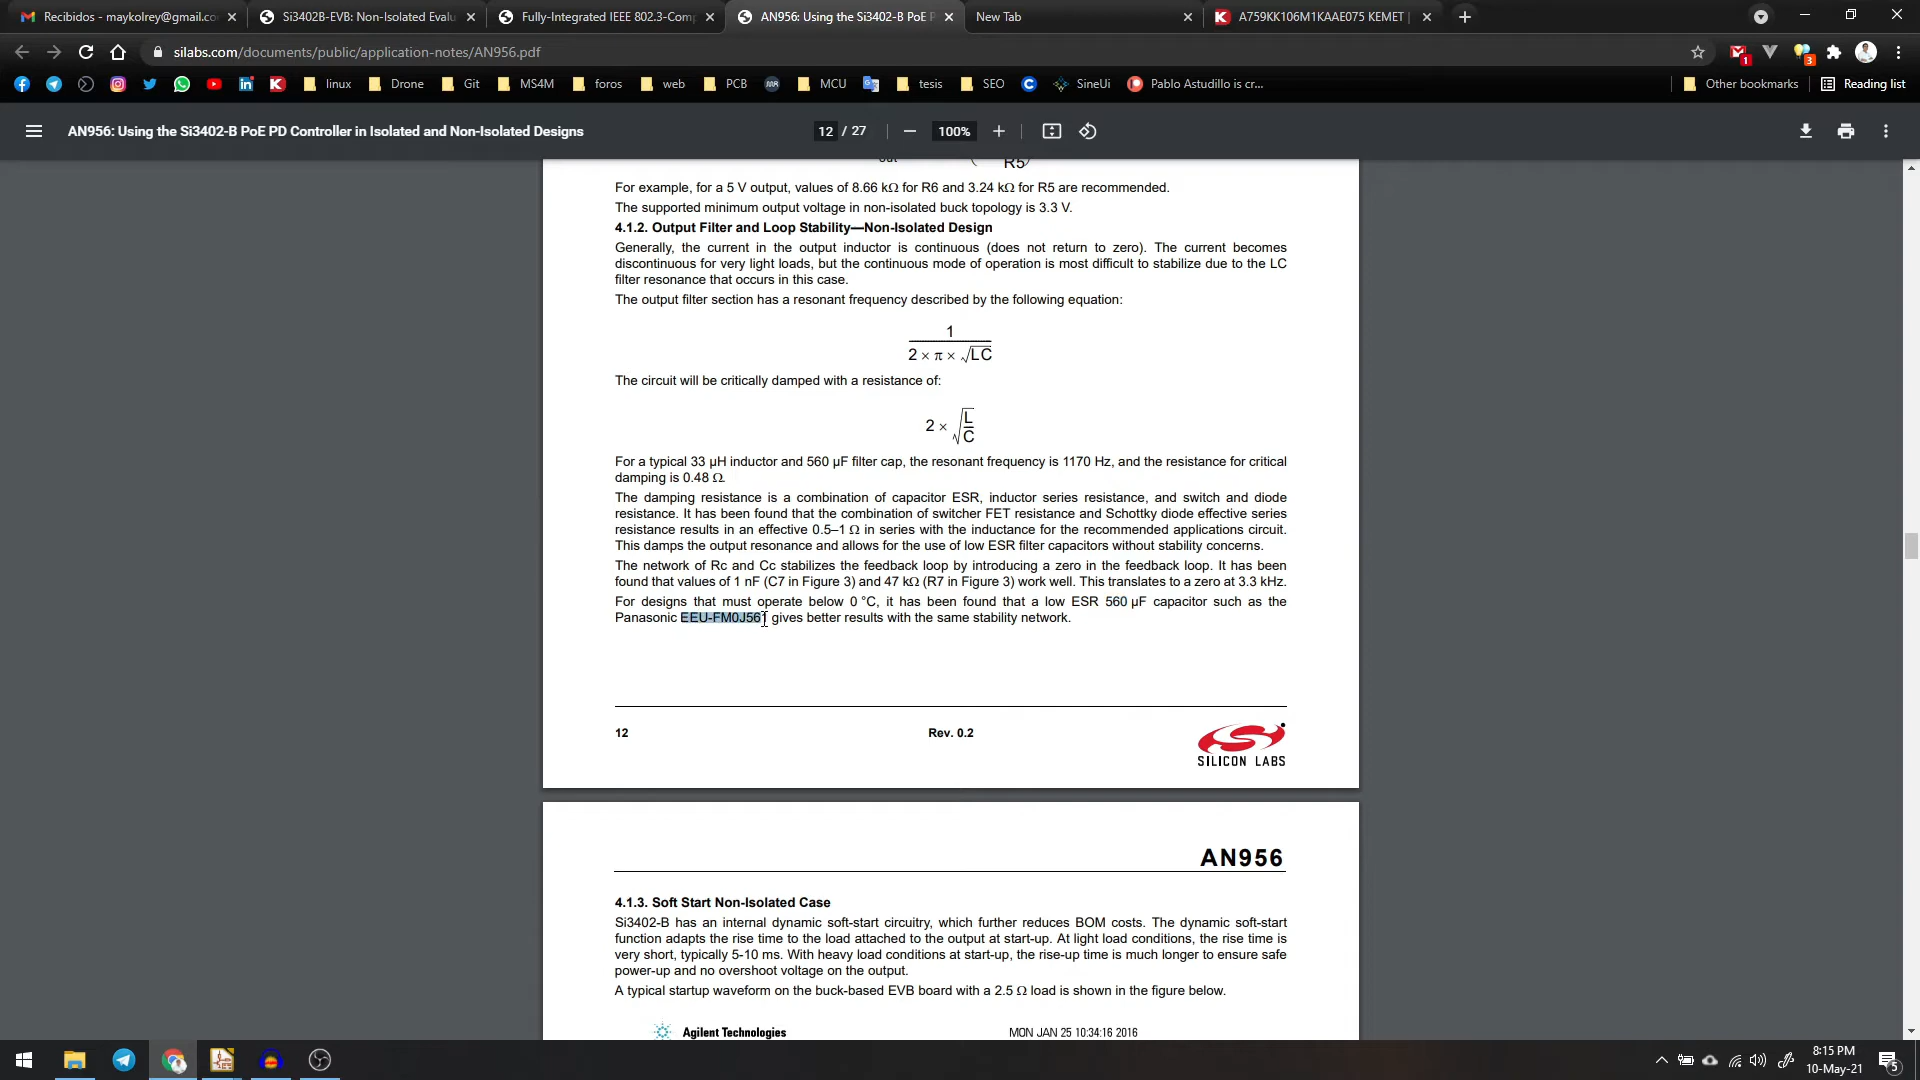 Recibidos - maykolrey@gmail.co
Si3402B-EVB: Non-Isolated Evalu
Fully-Integrated IEEE 802.3-Com
AN956: Using the Si3402-B PoE P
New Tab
A759KK106M1KAAE075 KEMET |
silabs.com/documents/public/application-notes/AN956.pdf
1
3
linux
Drone
Git
MS4M
foros
web
PCB
MCU
tesis
SEO
SineUi
Pablo Astudillo is cr...
Other bookmarks
Reading list
AN956: Using the Si3402-B PoE PD Controller in Isolated and Non-Isolated Designs
12 / 27
100%
out
R5
For example, for a 5 V output, values of 8.66 kΩ for R6 and 3.24 kΩ for R5 are recommended.
The supported minimum output voltage in non-isolated buck topology is 3.3 V.
4.1.2. Output Filter and Loop Stability—Non-Isolated Design
Generally, the current in the output inductor is continuous (does not return to zero). The current becomes
discontinuous for very light loads, but the continuous mode of operation is most difficult to stabilize due to the LC
filter resonance that occurs in this case.
The output filter section has a resonant frequency described by the following equation:
1
2 × π × √LC
The circuit will be critically damped with a resistance of:
2 × √
L
C
For a typical 33 µH inductor and 560 µF filter cap, the resonant frequency is 1170 Hz, and the resistance for critical
damping is 0.48 Ω.
The damping resistance is a combination of capacitor ESR, inductor series resistance, and switch and diode
resistance. It has been found that the combination of switcher FET resistance and Schottky diode effective series
resistance results in an effective 0.5–1 Ω in series with the inductance for the recommended applications circuit.
This damps the output resonance and allows for the use of low ESR filter capacitors without stability concerns.
The network of Rc and Cc stabilizes the feedback loop by introducing a zero in the feedback loop. It has been
found that values of 1 nF (C7 in Figure 3) and 47 kΩ (R7 in Figure 3) work well. This translates to a zero at 3.3 kHz.
For designs that must operate below 0 °C, it has been found that a low ESR 560 µF capacitor such as the
Panasonic EEU-FM0J561 gives better results with the same stability network.
12
Rev. 0.2
SILICON LABS
AN956
4.1.3. Soft Start Non-Isolated Case
Si3402-B has an internal dynamic soft-start circuitry, which further reduces BOM costs. The dynamic soft-start
function adapts the rise time to the load attached to the output at start-up. At light load conditions, the rise time is
very short, typically 5-10 ms. With heavy load conditions at start-up, the rise-up time is much longer to ensure safe
power-up and no overshoot voltage on the output.
A typical startup waveform on the buck-based EVB board with a 2.5 Ω load is shown in the figure below.
Agilent Technologies
MON JAN 25 10:34:16 2016
8:15 PM
10-May-21
5